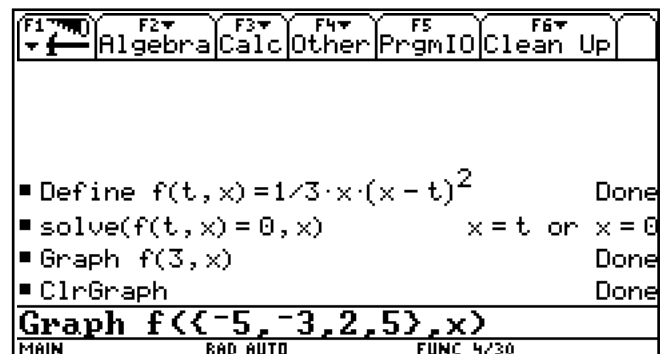 F1 F2 F3 F4 F5 F6
Algebra Calc Other PrgmIO Clean Up
▪ Define f(t,x)=1/3·x·(x-t)² Done
▪ solve(f(t,x)=0,x) x=t or x=0
▪ Graph f(3,x) Done
▪ ClrGraph Done
Graph f({⁻5,⁻3,2,5},x)
MAIN RAD AUTO FUNC 4/30